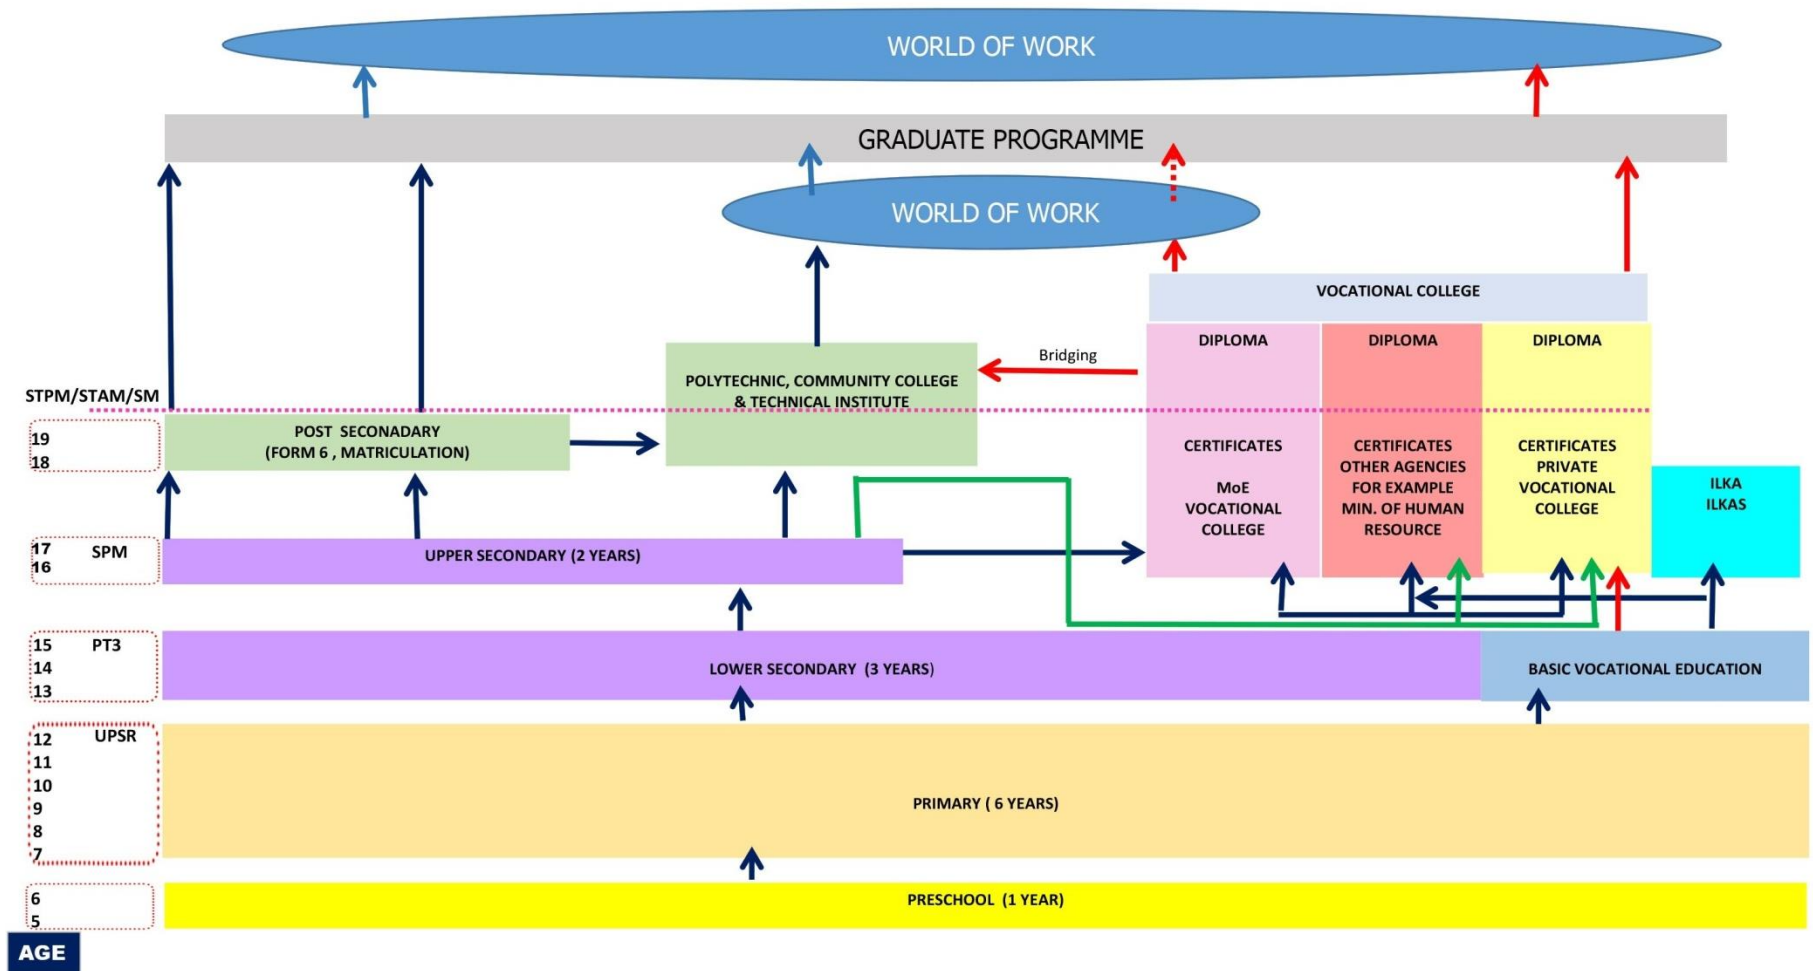 WORLD OF WORK
GRADUATE PROGRAMME
WORLD OF WORK
VOCATIONAL COLLEGE
DIPLOMA
DIPLOMA
DIPLOMA
Bridging
POLYTECHNIC, COMMUNITY COLLEGE
& TECHNICAL INSTITUTE
STPM/STAM/SM
19
18
POST SECONADARY
(FORM 6 , MATRICULATION)
CERTIFICATES
MoE
VOCATIONAL
COLLEGE
CERTIFICATES
OTHER AGENCIES
FOR EXAMPLE
MIN. OF HUMAN
RESOURCE
CERTIFICATES
PRIVATE
VOCATIONAL
COLLEGE
ILKA
ILKAS
17 SPM
16
UPPER SECONDARY (2 YEARS)
15 PT3
14
13
LOWER SECONDARY (3 YEARS)
BASIC VOCATIONAL EDUCATION
12 UPSR
11
10
9
8
7
PRIMARY ( 6 YEARS)
6
5
PRESCHOOL (1 YEAR)
AGE